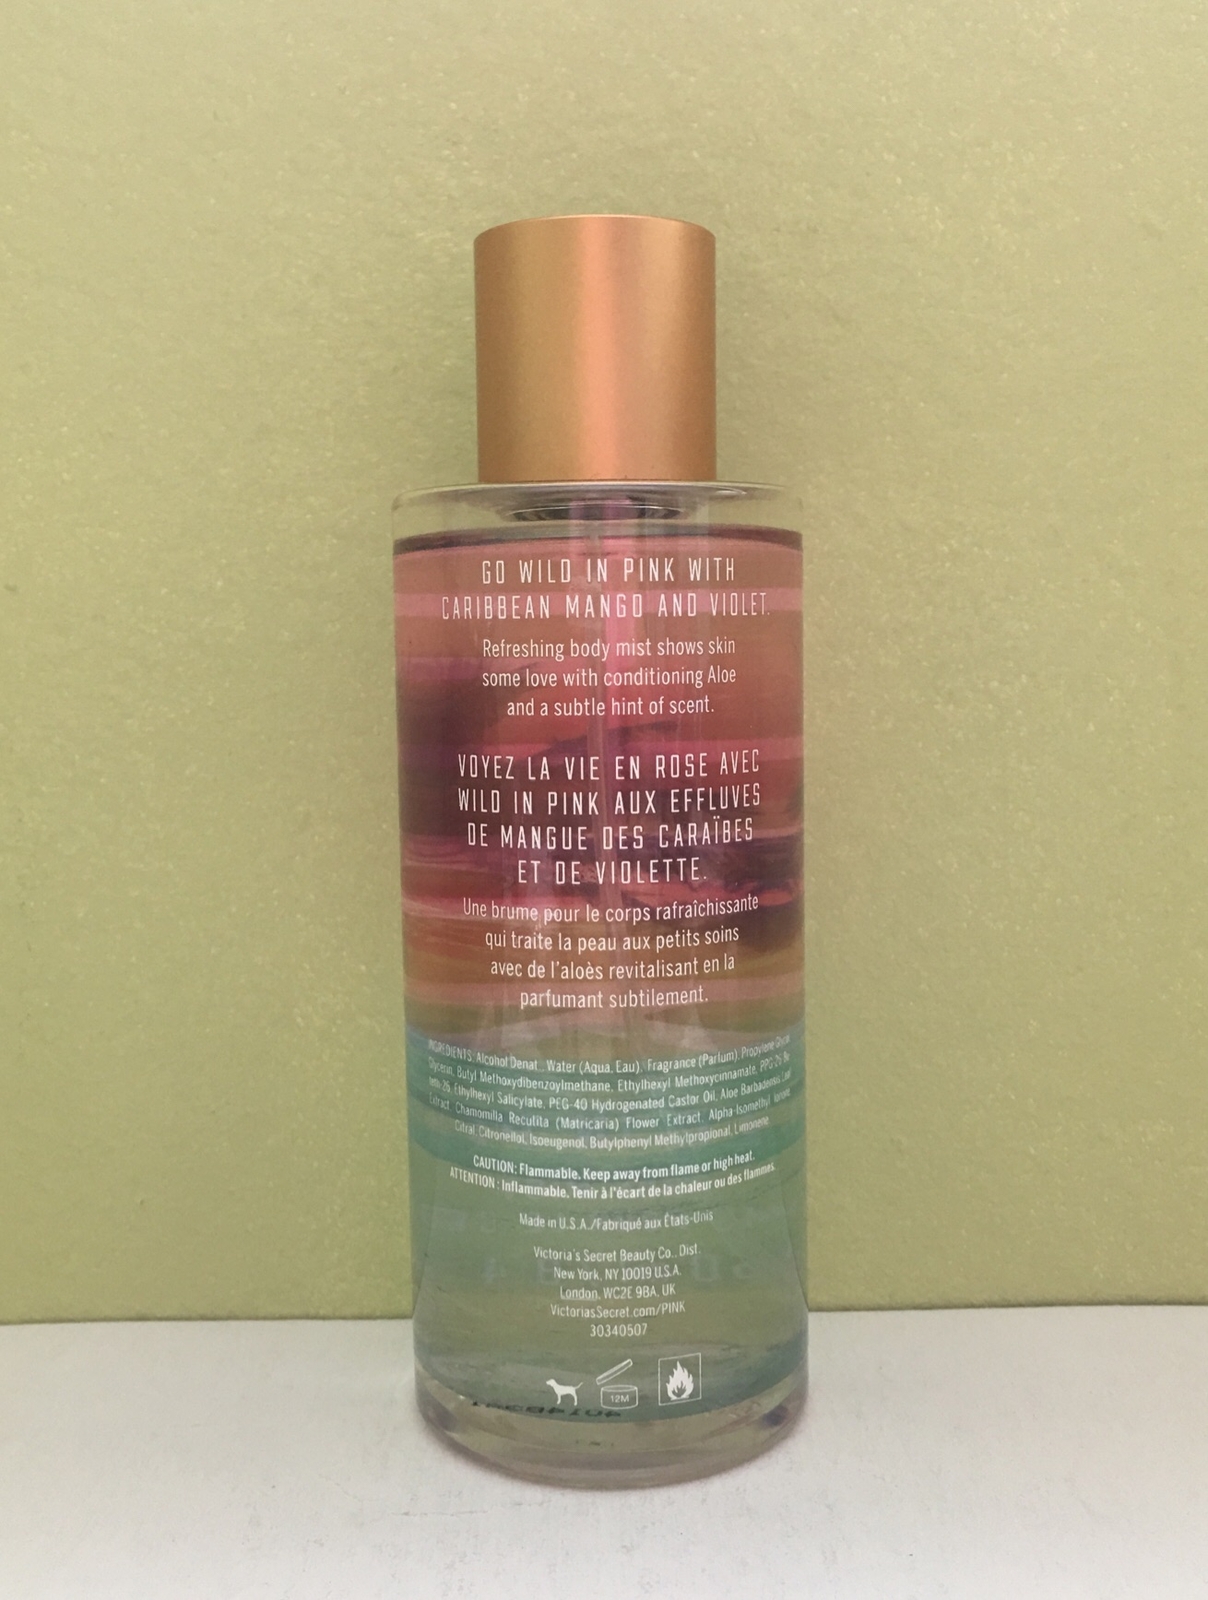 GO WILD IN PINK WITH
CARIBBEAN MANGO AND VIOLET.
Refreshing body mist shows skin
some love with conditioning Aloe
and a subtle hint of scent.
VOYEZ LA VIE EN ROSE AVEC
WILD IN PINK AUX EFFLUVES
DE MANGUE DES CARAÏBES
ET DE VIOLETTE.
Une brume pour le corps rafraîchissante
qui traite la peau aux petits soins
avec de l'aloès revitalisant en la
parfumant subtilement.
INGREDIENTS: Alcohol Denat., Water (Aqua, Eau), Fragrance (Parfum), Propylene Glycol,
Glycerin, Butyl Methoxydibenzoylmethane, Ethylhexyl Methoxycinnamate, PPG-26-Bu
teth-26, Ethylhexyl Salicylate, PEG-40 Hydrogenated Castor Oil, Aloe Barbadensis Leaf
Extract, Chamomilla Recutita (Matricaria) Flower Extract, Alpha-Isomethyl Ionone,
Citral, Citronellol, Isoeugenol, Butylphenyl Methylpropional, Limonene
CAUTION: Flammable. Keep away from flame or high heat.
ATTENTION : Inflammable. Tenir à l'écart de la chaleur ou des flammes.
Made in U.S.A./Fabriqué aux États-Unis
Victoria's Secret Beauty Co., Dist.
New York, NY 10019 U.S.A.
London, WC2E 9BA, UK
VictoriasSecret.com/PINK
30340507
12M